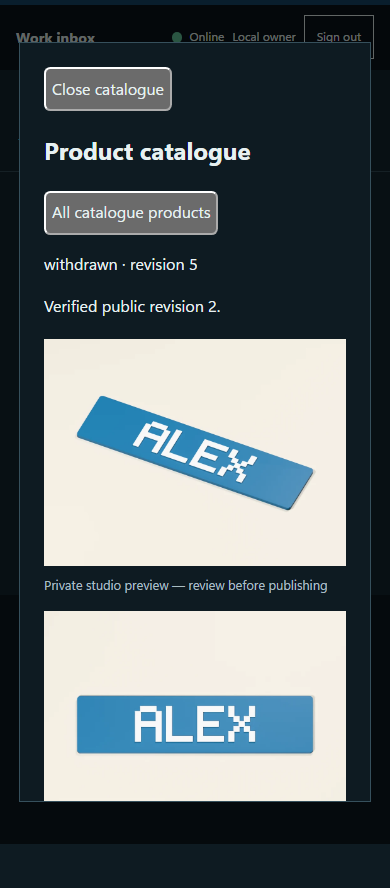 Work inbox
Online
Local owner
Sign out
Close catalogue
Product catalogue
All catalogue products
withdrawn · revision 5
Verified public revision 2.
ALEX
Private studio preview — review before publishing
ALEX